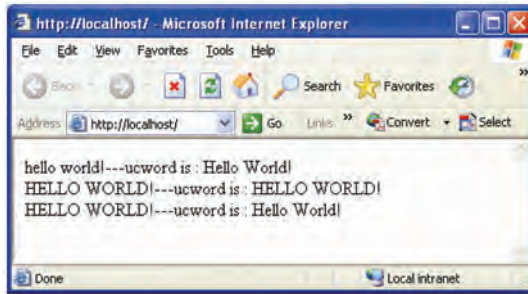 http://localhost/ - Microsoft Internet Explorer
File Edit View Favorites Tools Help
Back Search Favorites »
Address http://localhost/ Go Links » Convert Select
hello world!---ucword is : Hello World!
HELLO WORLD!---ucword is : HELLO WORLD!
HELLO WORLD!---ucword is : Hello World!
Done Local intranet